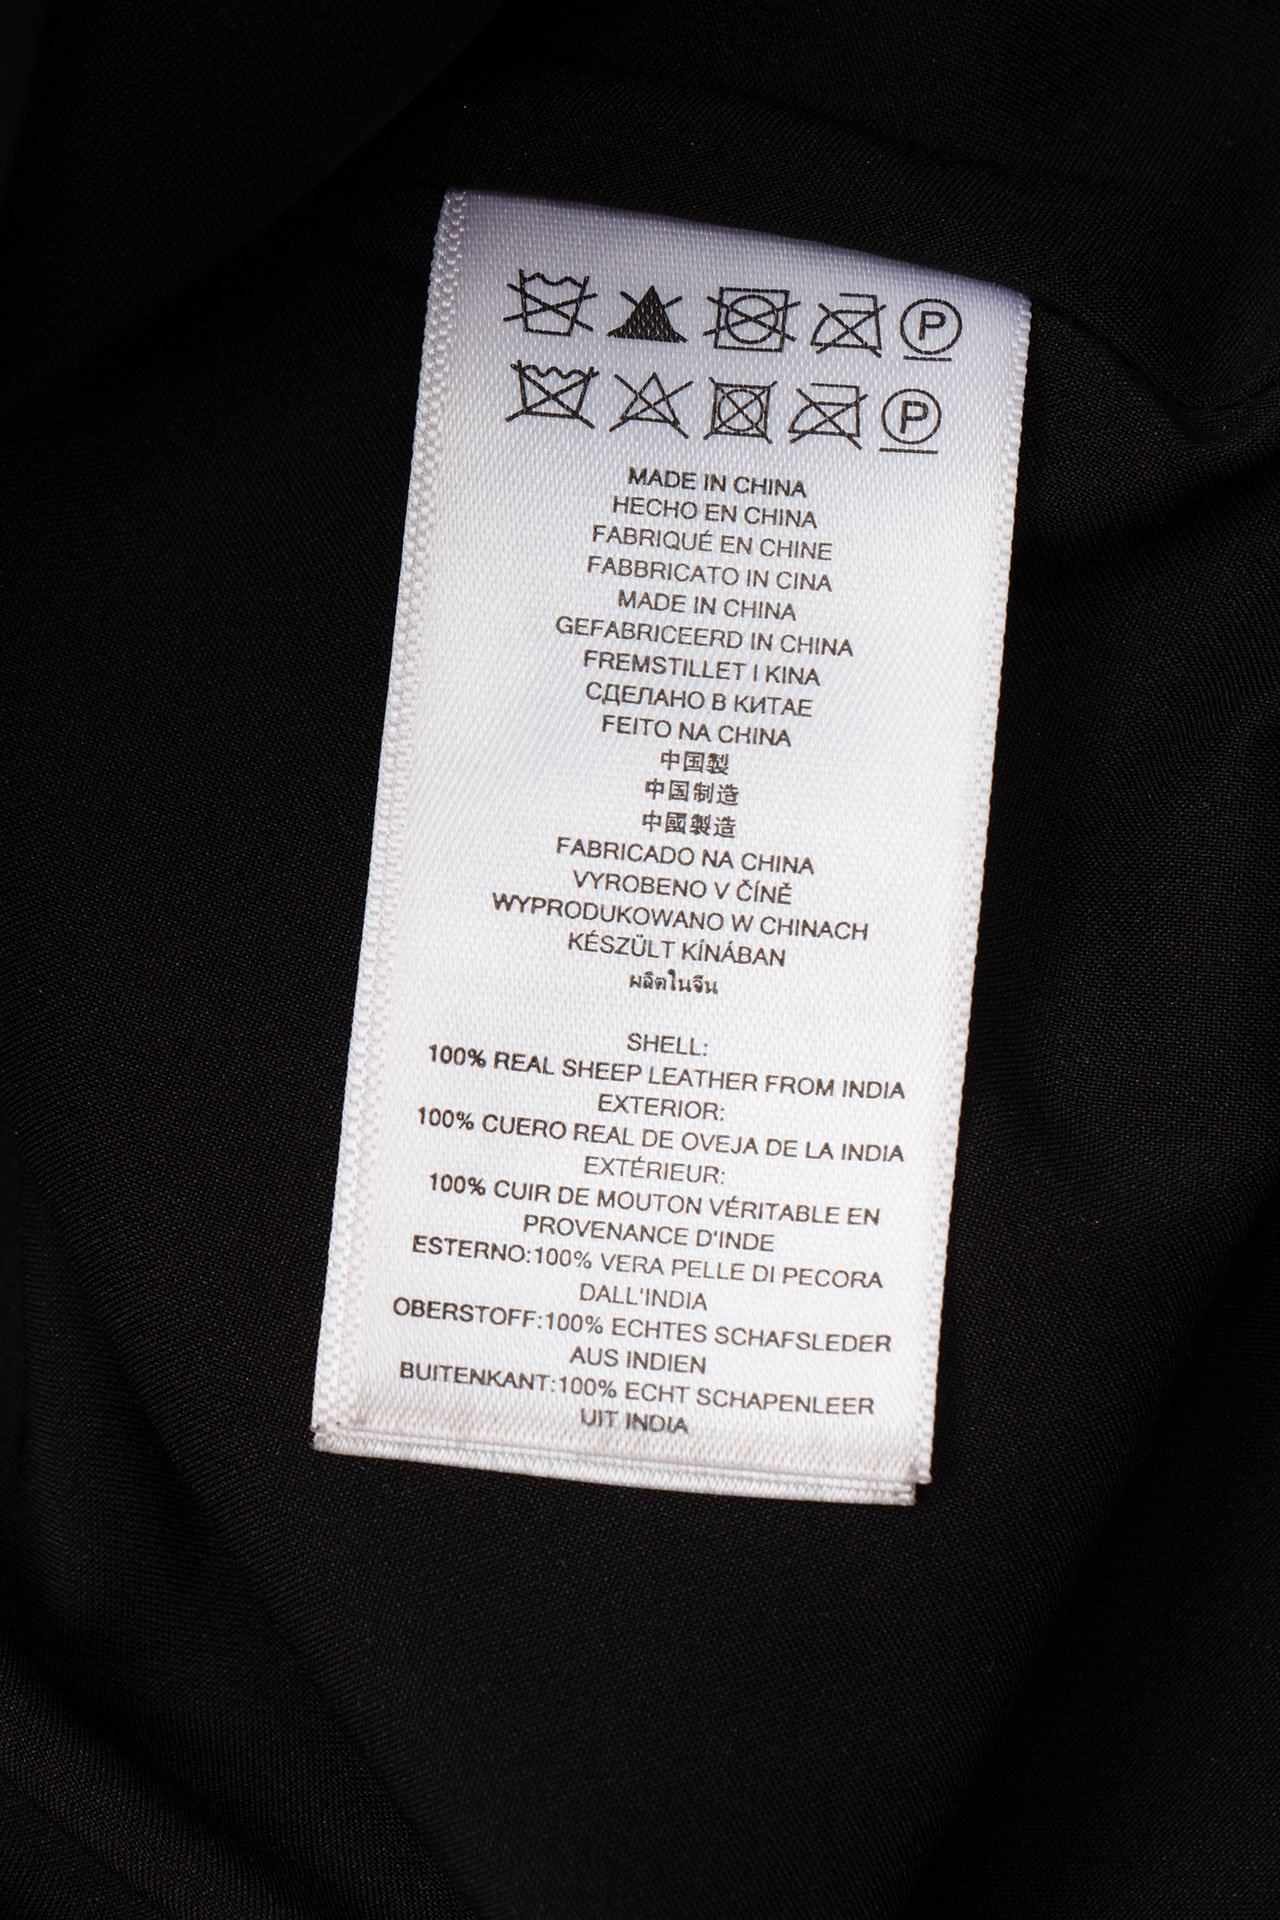 P
P
MADE IN CHINA
HECHO EN CHINA
FABRIQUÉ EN CHINE
FABBRICATO IN CINA
MADE IN CHINA
GEFABRICEERD IN CHINA
FREMSTILLET I KINA
СДЕЛАНО В КИТАЕ
FEITO NA CHINA
中国製
中国制造
中國製造
FABRICADO NA CHINA
VYROBENO V ČÍNĚ
WYPRODUKOWANO W CHINACH
KÉSZÜLT KÍNÁBAN
ผลิตในจีน
SHELL:
100% REAL SHEEP LEATHER FROM INDIA
EXTERIOR:
100% CUERO REAL DE OVEJA DE LA INDIA
EXTÉRIEUR:
100% CUIR DE MOUTON VÉRITABLE EN
PROVENANCE D'INDE
ESTERNO:100% VERA PELLE DI PECORA
DALL'INDIA
OBERSTOFF:100% ECHTES SCHAFSLEDER
AUS INDIEN
BUITENKANT:100% ECHT SCHAPENLEER
UIT INDIA